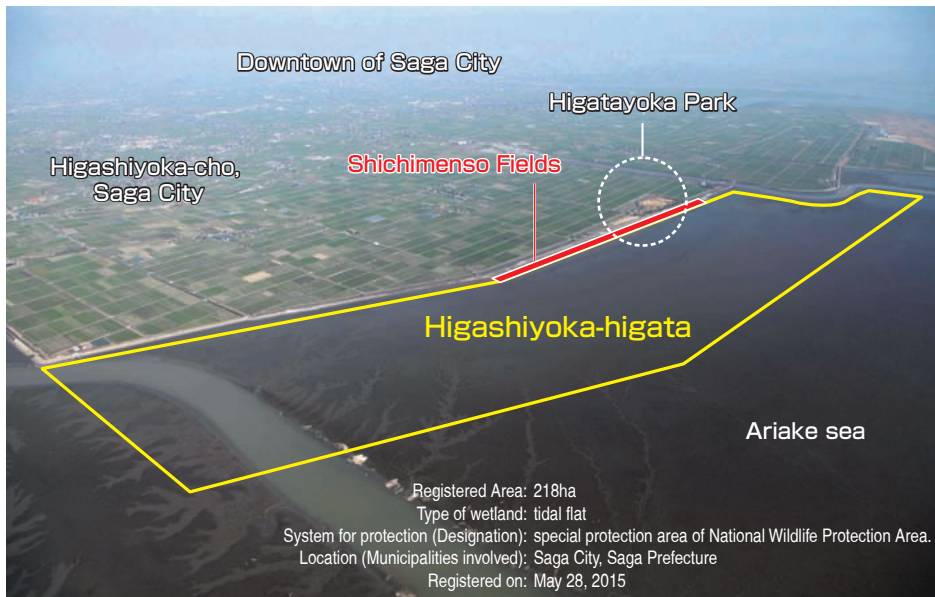 Downtown of Saga City
Higatayoka Park
Higashiyoka-cho,
Saga City
Shichimenso Fields
Higashiyoka-higata
Ariake sea
Registered Area: 218ha
Type of wetland: tidal flat
System for protection (Designation): special protection area of National Wildlife Protection Area.
Location (Municipalities involved): Saga City, Saga Prefecture
Registered on: May 28, 2015